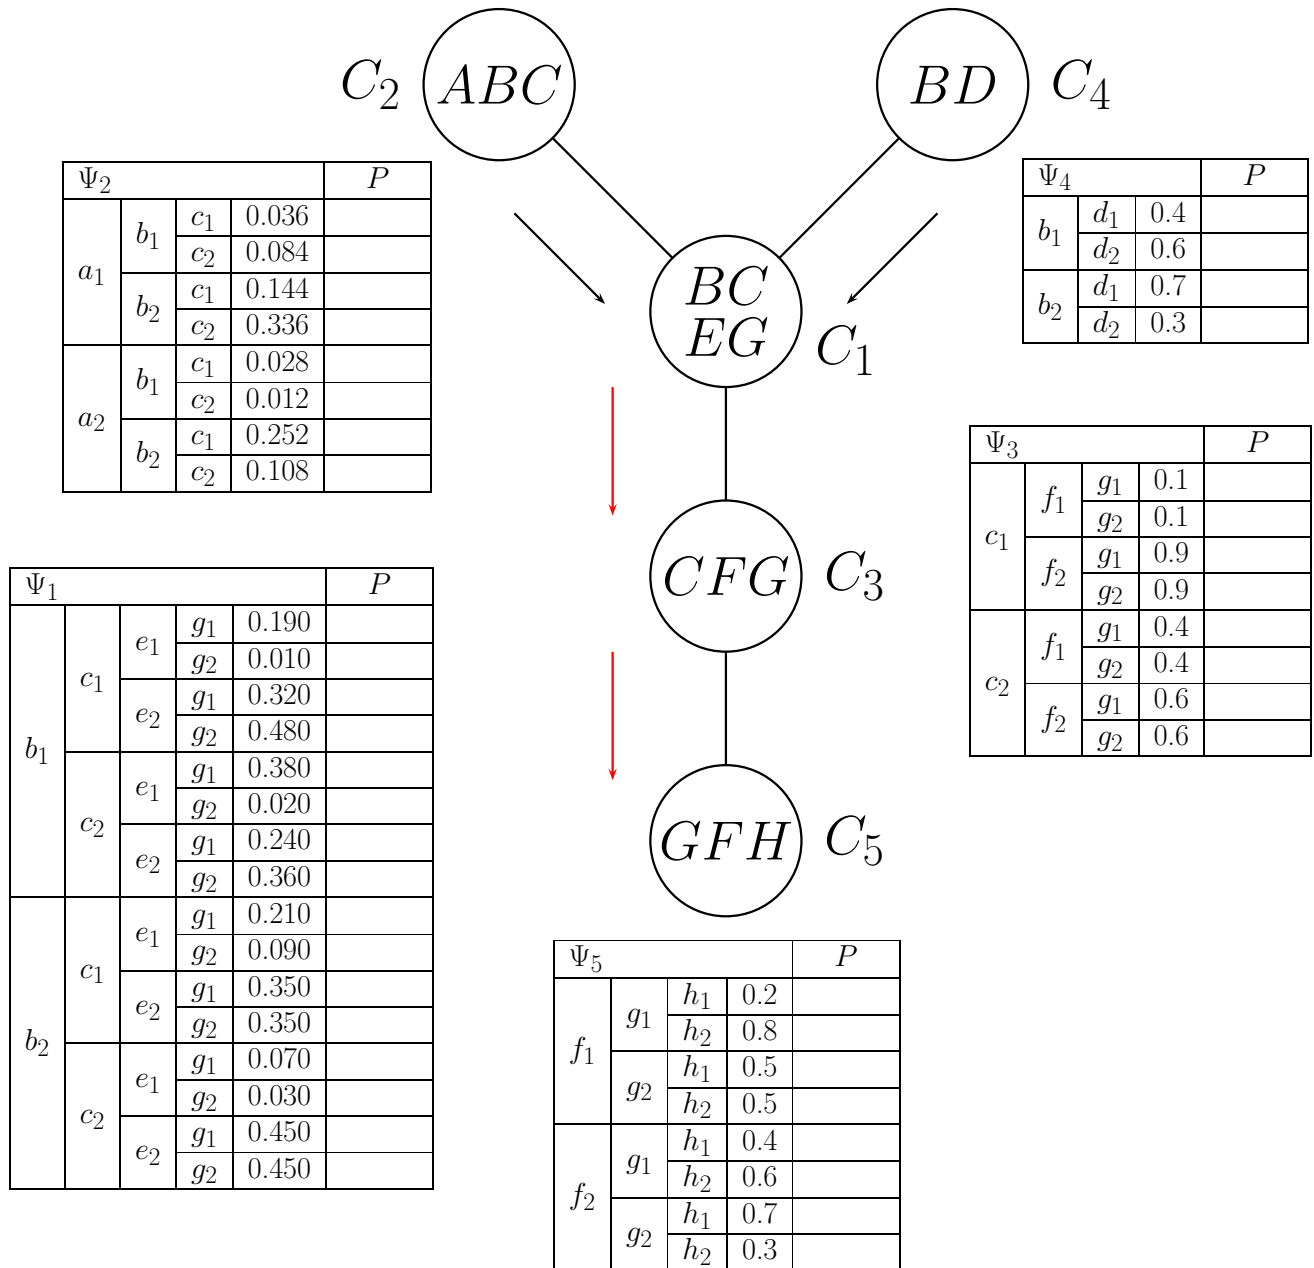 C2 ABC
BD C4
BC
EG
C1
CFG C3
GFH C5
Ψ2 P
a1 b1 c1 0.036
c2 0.084
b2 c1 0.144
c2 0.336
a2 b1 c1 0.028
c2 0.012
b2 c1 0.252
c2 0.108
Ψ4 P
b1 d1 0.4
d2 0.6
b2 d1 0.7
d2 0.3
Ψ3 P
c1 f1 g1 0.1
g2 0.1
f2 g1 0.9
g2 0.9
c2 f1 g1 0.4
g2 0.4
f2 g1 0.6
g2 0.6
Ψ1 P
b1 c1 e1 g1 0.190
g2 0.010
e2 g1 0.320
g2 0.480
c2 e1 g1 0.380
g2 0.020
e2 g1 0.240
g2 0.360
b2 c1 e1 g1 0.210
g2 0.090
e2 g1 0.350
g2 0.350
c2 e1 g1 0.070
g2 0.030
e2 g1 0.450
g2 0.450
Ψ5 P
f1 g1 h1 0.2
h2 0.8
g2 h1 0.5
h2 0.5
f2 g1 h1 0.4
h2 0.6
g2 h1 0.7
h2 0.3